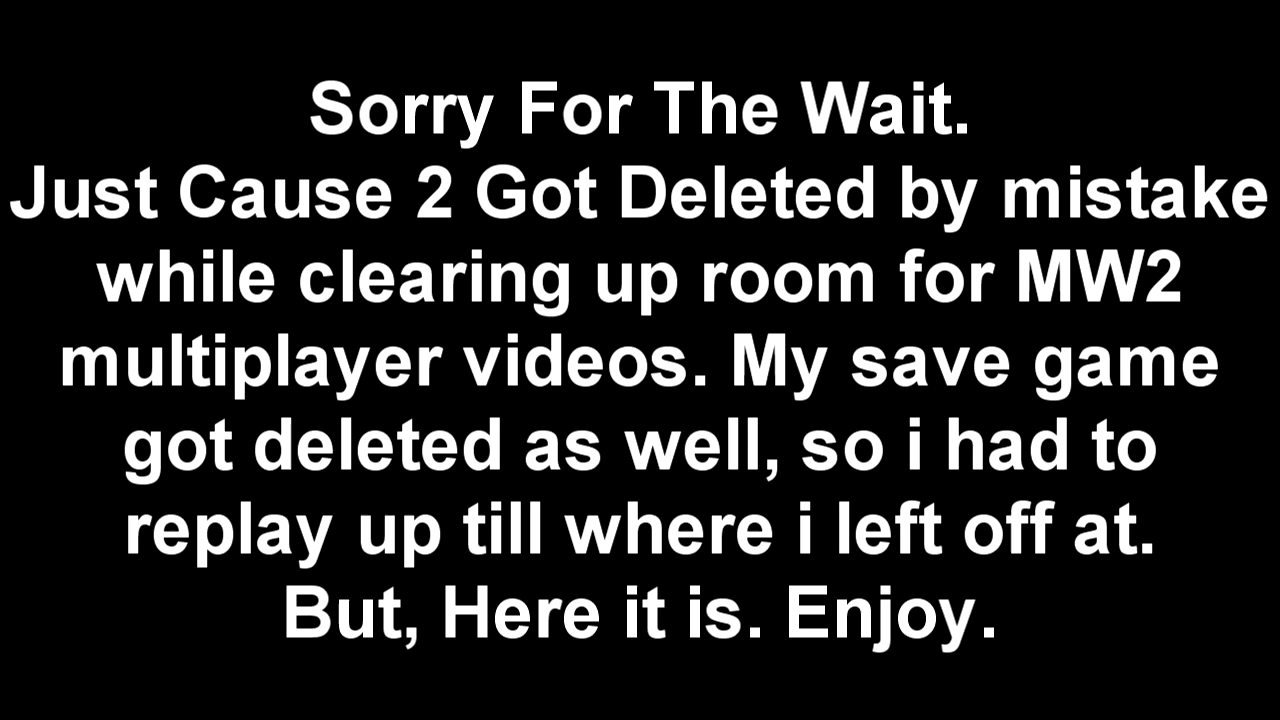 Sorry For The Wait.
Just Cause 2 Got Deleted by mistake
while clearing up room for MW2
multiplayer videos. My save game
got deleted as well, so i had to
replay up till where i left off at.
But, Here it is. Enjoy.